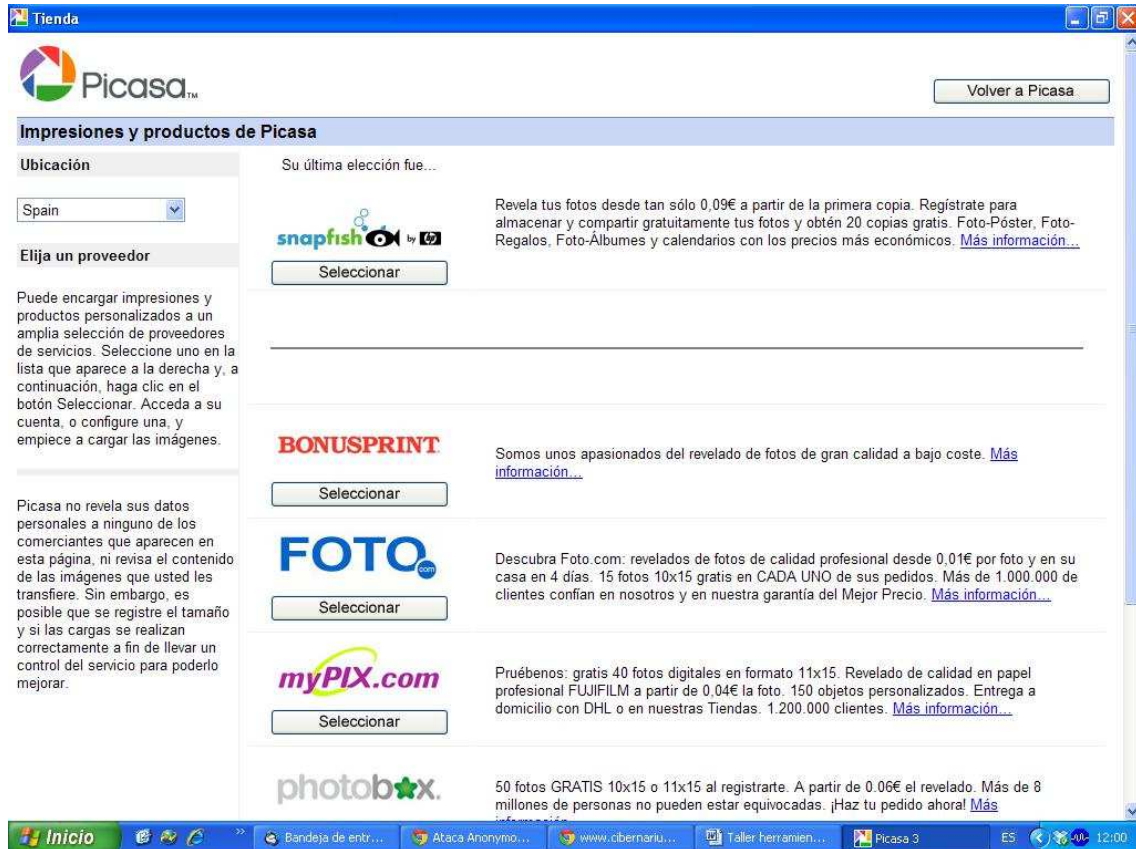 Tienda
Picasa™
Volver a Picasa
Impresiones y productos de Picasa
Ubicación
Spain
Elija un proveedor
Puede encargar impresiones y
productos personalizados a un
amplia selección de proveedores
de servicios. Seleccione uno en la
lista que aparece a la derecha y, a
continuación, haga clic en el
botón Seleccionar. Acceda a su
cuenta, o configure una, y
empiece a cargar las imágenes.
Picasa no revela sus datos
personales a ninguno de los
comerciantes que aparecen en
esta página, ni revisa el contenido
de las imágenes que usted les
transfiere. Sin embargo, es
posible que se registre el tamaño
y si las cargas se realizan
correctamente a fin de llevar un
control del servicio para poderlo
mejorar.
Su última elección fue...
snapfish by hp
Seleccionar
Revela tus fotos desde tan sólo 0,09€ a partir de la primera copia. Regístrate para
almacenar y compartir gratuitamente tus fotos y obtén 20 copias gratis. Foto-Póster, Foto-
Regalos, Foto-Álbumes y calendarios con los precios más económicos. Más información...
BONUSPRINT
Seleccionar
Somos unos apasionados del revelado de fotos de gran calidad a bajo coste. Más
información...
FOTO.com
Seleccionar
Descubra Foto.com: revelados de fotos de calidad profesional desde 0,01€ por foto y en su
casa en 4 días. 15 fotos 10x15 gratis en CADA UNO de sus pedidos. Más de 1.000.000 de
clientes confían en nosotros y en nuestra garantía del Mejor Precio. Más información...
myPIX.com
Seleccionar
Pruébenos: gratis 40 fotos digitales en formato 11x15. Revelado de calidad en papel
profesional FUJIFILM a partir de 0,04€ la foto. 150 objetos personalizados. Entrega a
domicilio con DHL o en nuestras Tiendas. 1.200.000 clientes. Más información...
photobox.
50 fotos GRATIS 10x15 o 11x15 al registrarte. A partir de 0.06€ el revelado. Más de 8
millones de personas no pueden estar equivocadas. ¡Haz tu pedido ahora! Más
Inicio
Bandeja de entr...
Ataca Anonymo...
www.cibernariu...
Taller herramien...
Picasa 3
ES
12:00